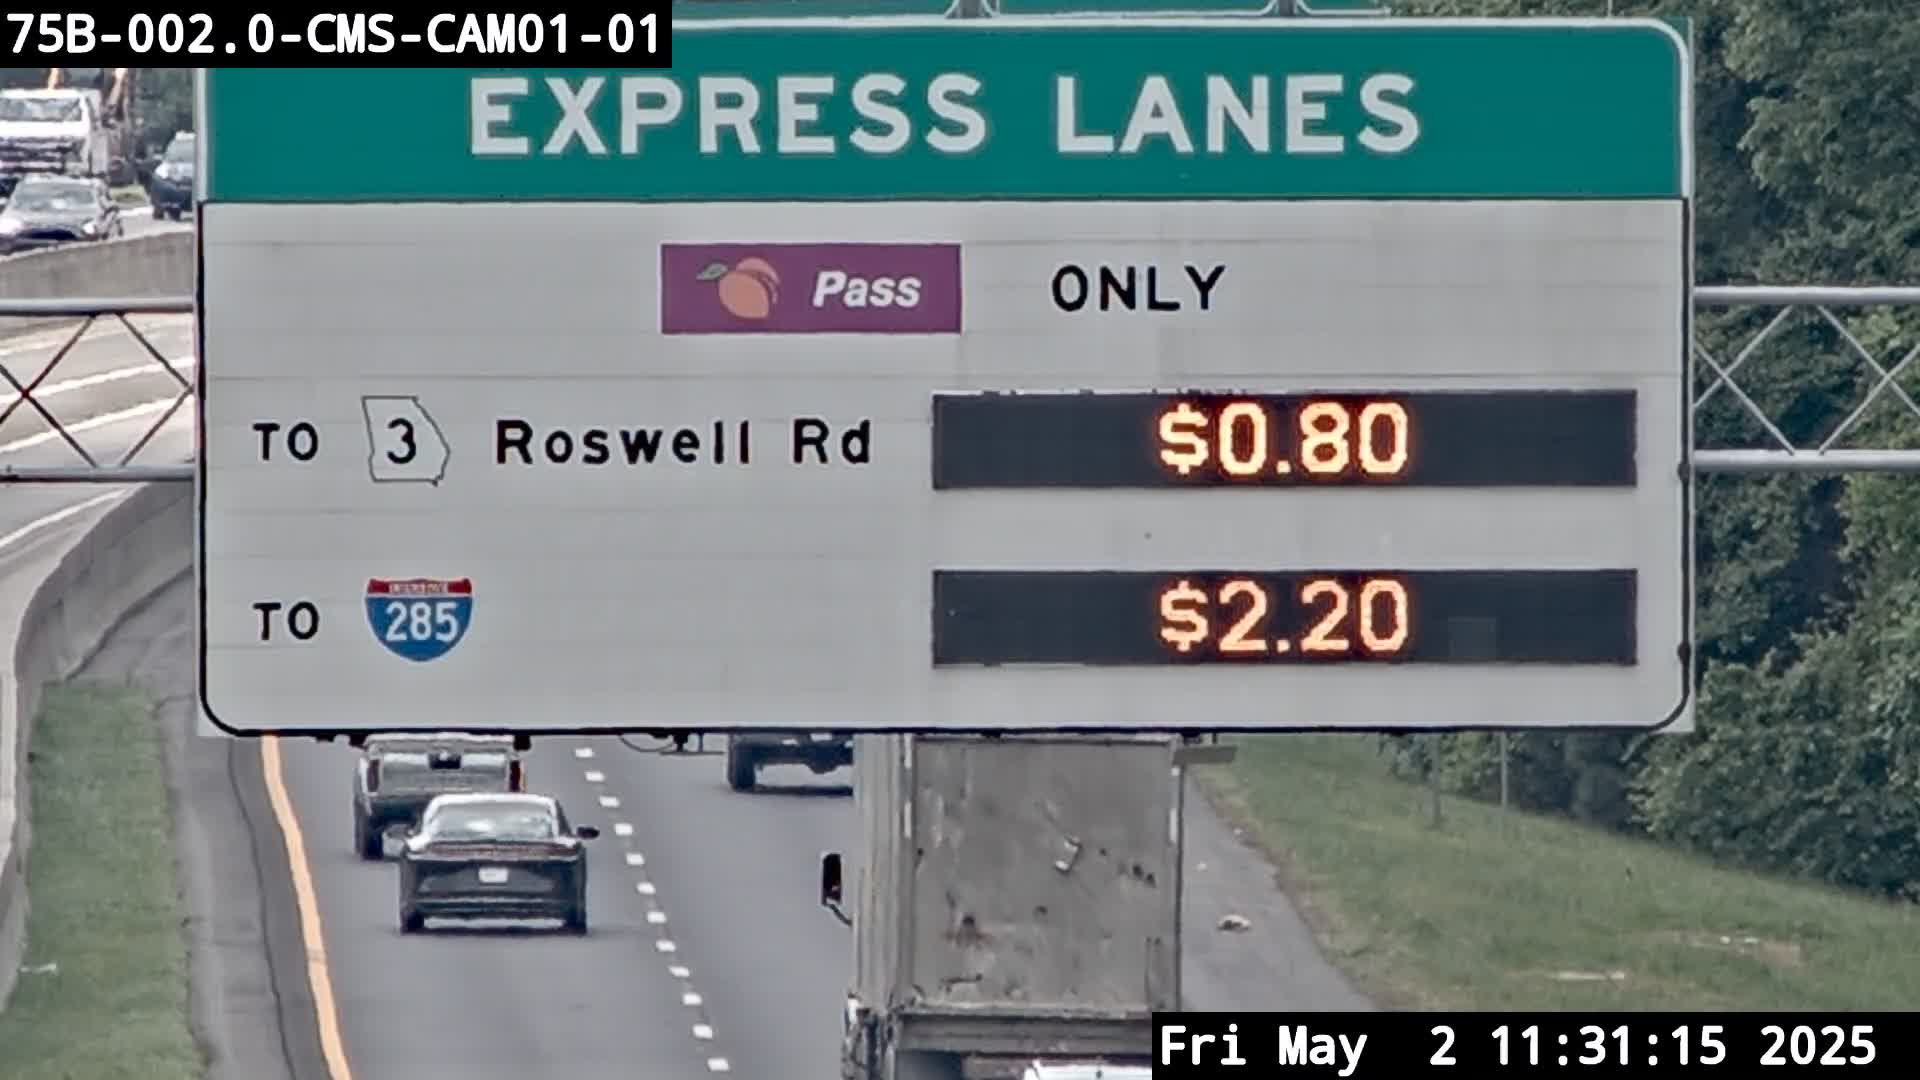 75B-002.0-CMS-CAM01-01
EXPRESS LANES
Pass ONLY
TO 3 Roswell Rd $0.80
TO 285 $2.20
Fri May 2 11:31:15 2025